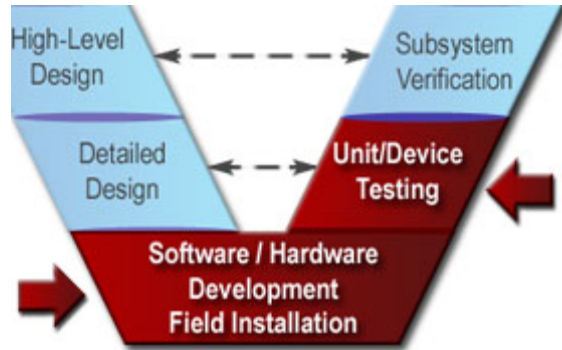 High-Level
Design
Subsystem
Verification
Detailed
Design
Unit/Device
Testing
Software / Hardware
Development
Field Installation